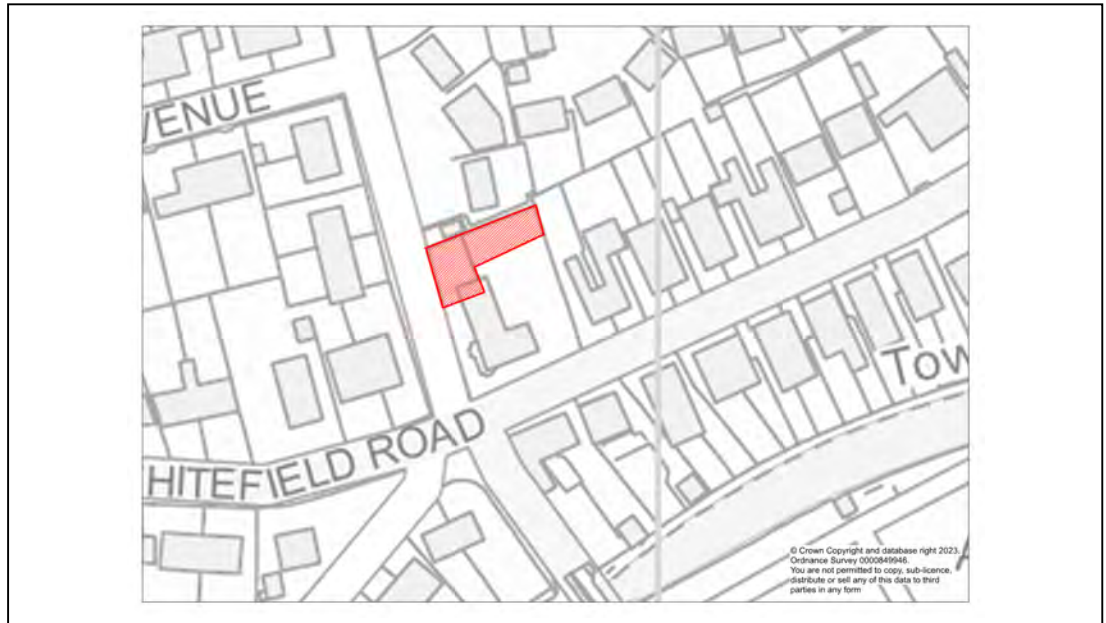 VENUE
Tow
HITEFIELD ROAD
© Crown Copyright and database right 2023.
Ordnance Survey 0000849946.
You are not permitted to copy, sub-licence,
distribute or sell any of this data to third
parties in any form